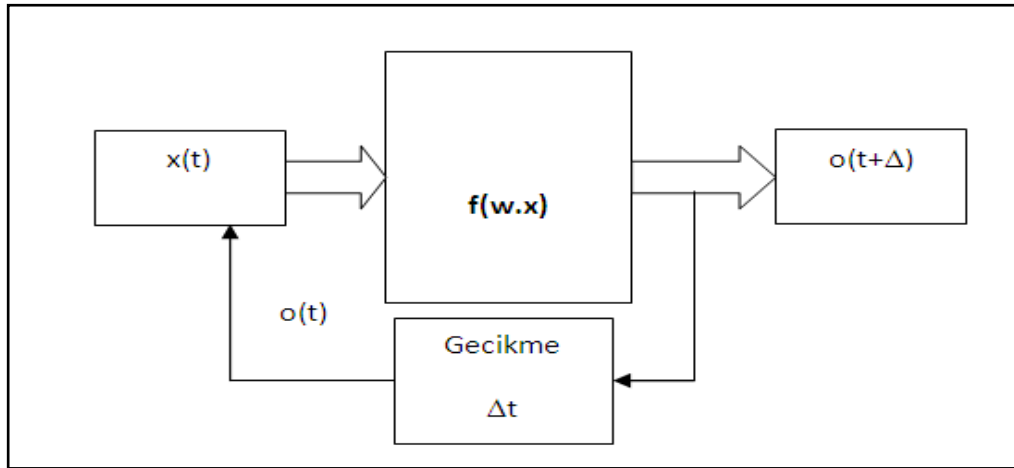 x(t)
f(w.x)
o(t+Δ)
o(t)
Gecikme
Δt